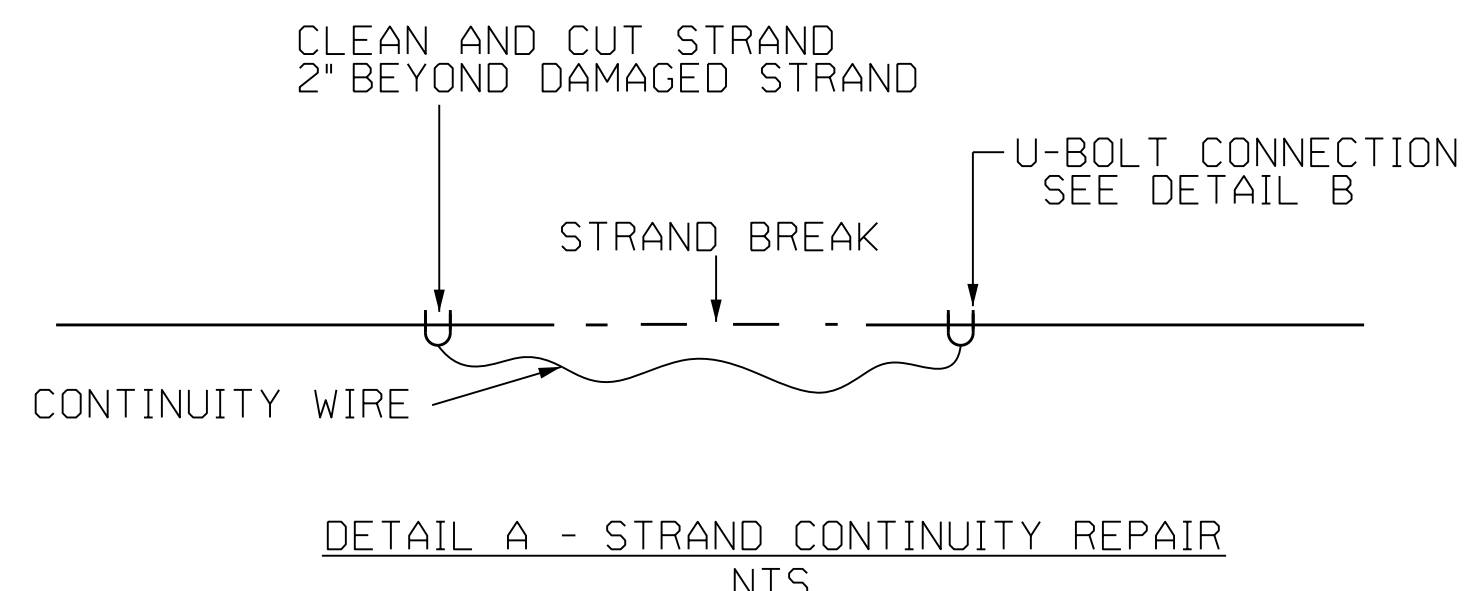 CLEAN AND CUT STRAND
2" BEYOND DAMAGED STRAND
U-BOLT CONNECTION
SEE DETAIL B
STRAND BREAK
CONTINUITY WIRE
DETAIL A - STRAND CONTINUITY REPAIR
NTS